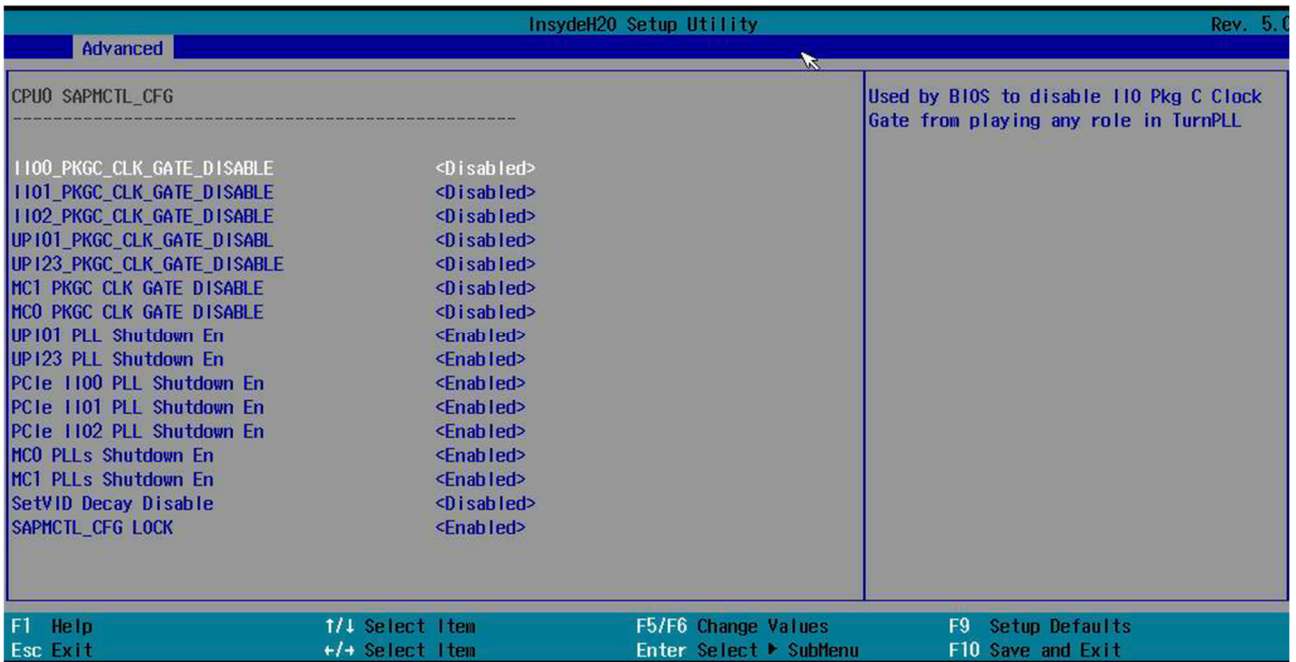 InsydeH20 Setup Utility Rev. 5.0
Advanced
CPU0 SAPMCTL_CFG
--------------------------------------------------
IIO0_PKGC_CLK_GATE_DISABLE <Disabled>
IIO1_PKGC_CLK_GATE_DISABLE <Disabled>
IIO2_PKGC_CLK_GATE_DISABLE <Disabled>
UPI01_PKGC_CLK_GATE_DISABL <Disabled>
UPI23_PKGC_CLK_GATE_DISABLE <Disabled>
MC1 PKGC CLK GATE DISABLE <Disabled>
MC0 PKGC CLK GATE DISABLE <Disabled>
UPI01 PLL Shutdown En <Enabled>
UPI23 PLL Shutdown En <Enabled>
PCIe IIO0 PLL Shutdown En <Enabled>
PCIe IIO1 PLL Shutdown En <Enabled>
PCIe IIO2 PLL Shutdown En <Enabled>
MC0 PLLs Shutdown En <Enabled>
MC1 PLLs Shutdown En <Enabled>
SetVID Decay Disable <Disabled>
SAPMCTL_CFG LOCK <Enabled>
Used by BIOS to disable IIO Pkg C Clock
Gate from playing any role in TurnPLL
F1 Help ↑/↓ Select Item F5/F6 Change Values F9 Setup Defaults
Esc Exit ←/→ Select Item Enter Select ▶ SubMenu F10 Save and Exit